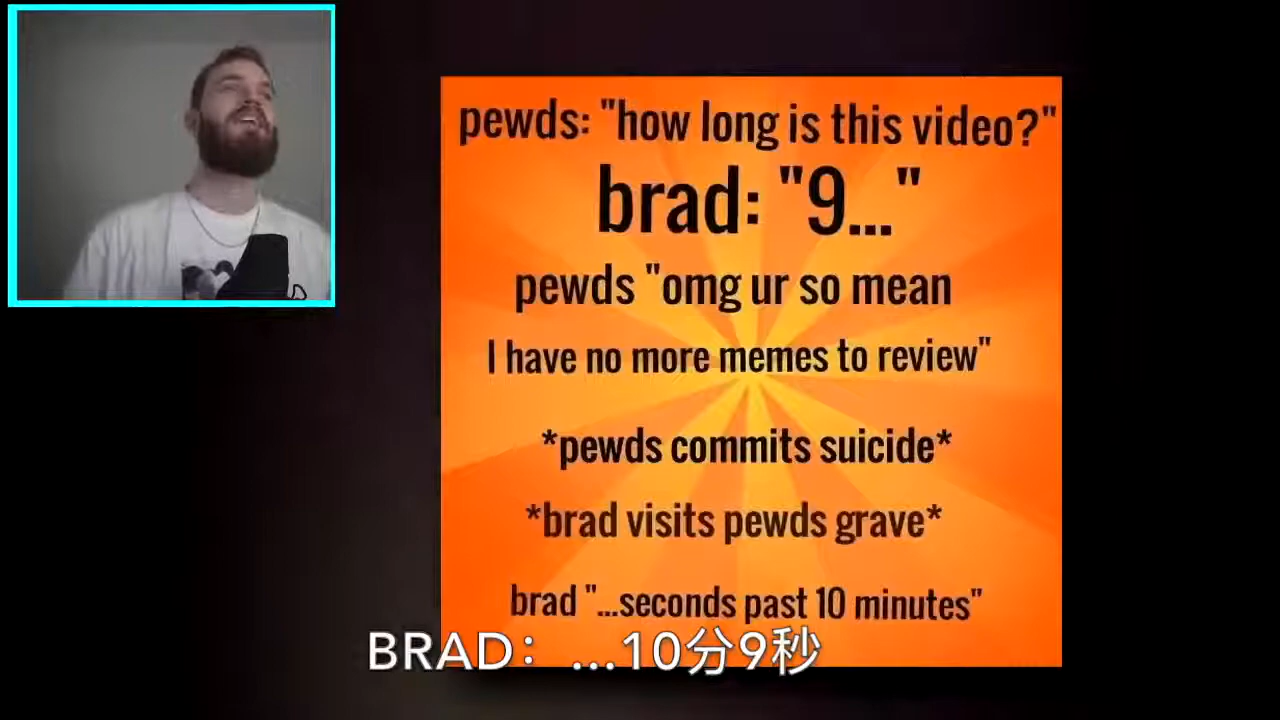 pewds: "how long is this video?"
brad: "9..."
pewds "omg ur so mean
I have no more memes to review"
*pewds commits suicide*
*brad visits pewds grave*
brad "...seconds past 10 minutes"
BRAD：...10分9秒